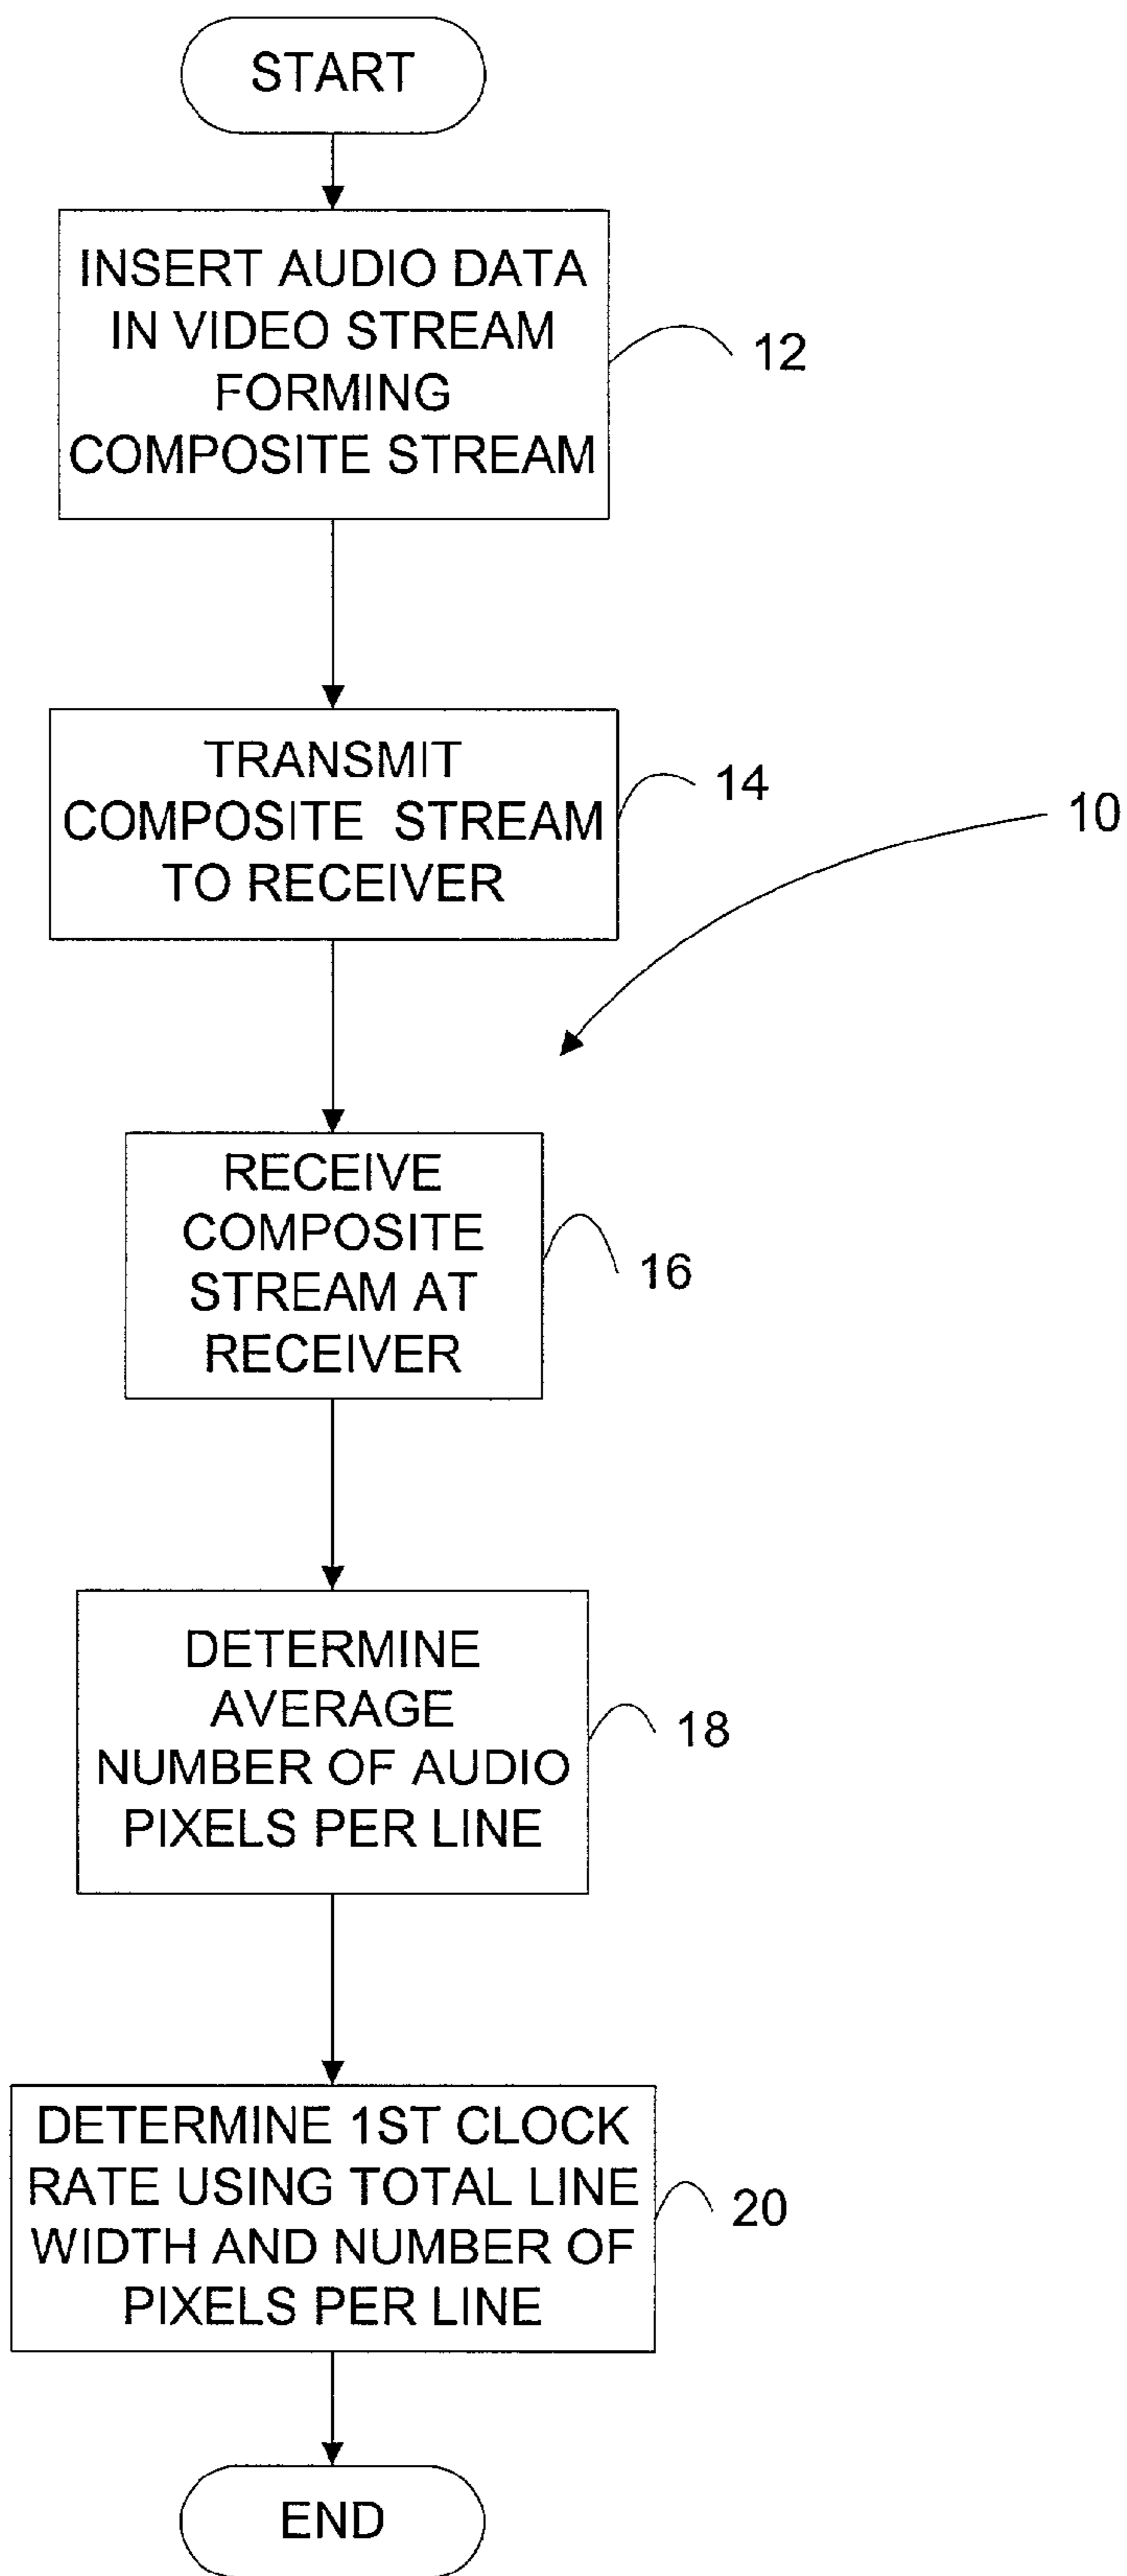 START
INSERT AUDIO DATA
IN VIDEO STREAM
FORMING
COMPOSITE STREAM
12
TRANSMIT
COMPOSITE STREAM
TO RECEIVER
14
10
RECEIVE
COMPOSITE
STREAM AT
RECEIVER
16
DETERMINE
AVERAGE
NUMBER OF AUDIO
PIXELS PER LINE
18
DETERMINE 1ST CLOCK
RATE USING TOTAL LINE
WIDTH AND NUMBER OF
PIXELS PER LINE
20
END